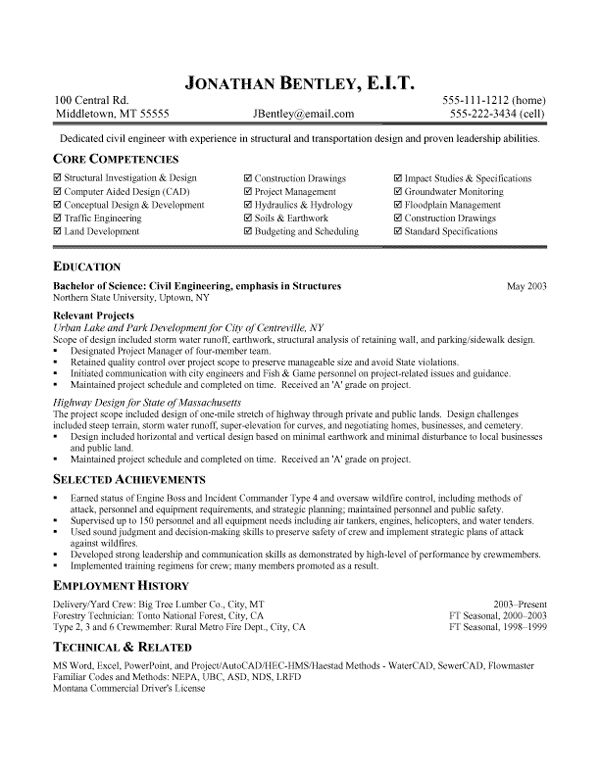 JONATHAN BENTLEY, E.I.T.
100 Central Rd. 555-111-1212 (home)
Middletown, MT 55555 JBentley@email.com 555-222-3434 (cell)
Dedicated civil engineer with experience in structural and transportation design and proven leadership abilities.
CORE COMPETENCIES
☑ Structural Investigation & Design ☑ Construction Drawings ☑ Impact Studies & Specifications
☑ Computer Aided Design (CAD) ☑ Project Management ☑ Groundwater Monitoring
☑ Conceptual Design & Development ☑ Hydraulics & Hydrology ☑ Floodplain Management
☑ Traffic Engineering ☑ Soils & Earthwork ☑ Construction Drawings
☑ Land Development ☑ Budgeting and Scheduling ☑ Standard Specifications
EDUCATION
Bachelor of Science: Civil Engineering, emphasis in Structures May 2003
Northern State University, Uptown, NY
Relevant Projects
Urban Lake and Park Development for City of Centreville, NY
Scope of design included storm water runoff, earthwork, structural analysis of retaining wall, and parking/sidewalk design.
▪ Designated Project Manager of four-member team.
▪ Retained quality control over project scope to preserve manageable size and avoid State violations.
▪ Initiated communication with city engineers and Fish & Game personnel on project-related issues and guidance.
▪ Maintained project schedule and completed on time. Received an 'A' grade on project.
Highway Design for State of Massachusetts
The project scope included design of one-mile stretch of highway through private and public lands. Design challenges
included steep terrain, storm water runoff, super-elevation for curves, and negotiating homes, businesses, and cemetery.
▪ Design included horizontal and vertical design based on minimal earthwork and minimal disturbance to local businesses
and public land.
▪ Maintained project schedule and completed on time. Received an 'A' grade on project.
SELECTED ACHIEVEMENTS
▪ Earned status of Engine Boss and Incident Commander Type 4 and oversaw wildfire control, including methods of
attack, personnel and equipment requirements, and strategic planning; maintained personnel and public safety.
▪ Supervised up to 150 personnel and all equipment needs including air tankers, engines, helicopters, and water tenders.
▪ Used sound judgment and decision-making skills to preserve safety of crew and implement strategic plans of attack
against wildfires.
▪ Developed strong leadership and communication skills as demonstrated by high-level of performance by crewmembers.
▪ Implemented training regimens for crew; many members promoted as a result.
EMPLOYMENT HISTORY
Delivery/Yard Crew: Big Tree Lumber Co., City, MT 2003–Present
Forestry Technician: Tonto National Forest, City, CA FT Seasonal, 2000–2003
Type 2, 3 and 6 Crewmember: Rural Metro Fire Dept., City, CA FT Seasonal, 1998–1999
TECHNICAL & RELATED
MS Word, Excel, PowerPoint, and Project/AutoCAD/HEC-HMS/Haestad Methods - WaterCAD, SewerCAD, Flowmaster
Familiar Codes and Methods: NEPA, UBC, ASD, NDS, LRFD
Montana Commercial Driver's License